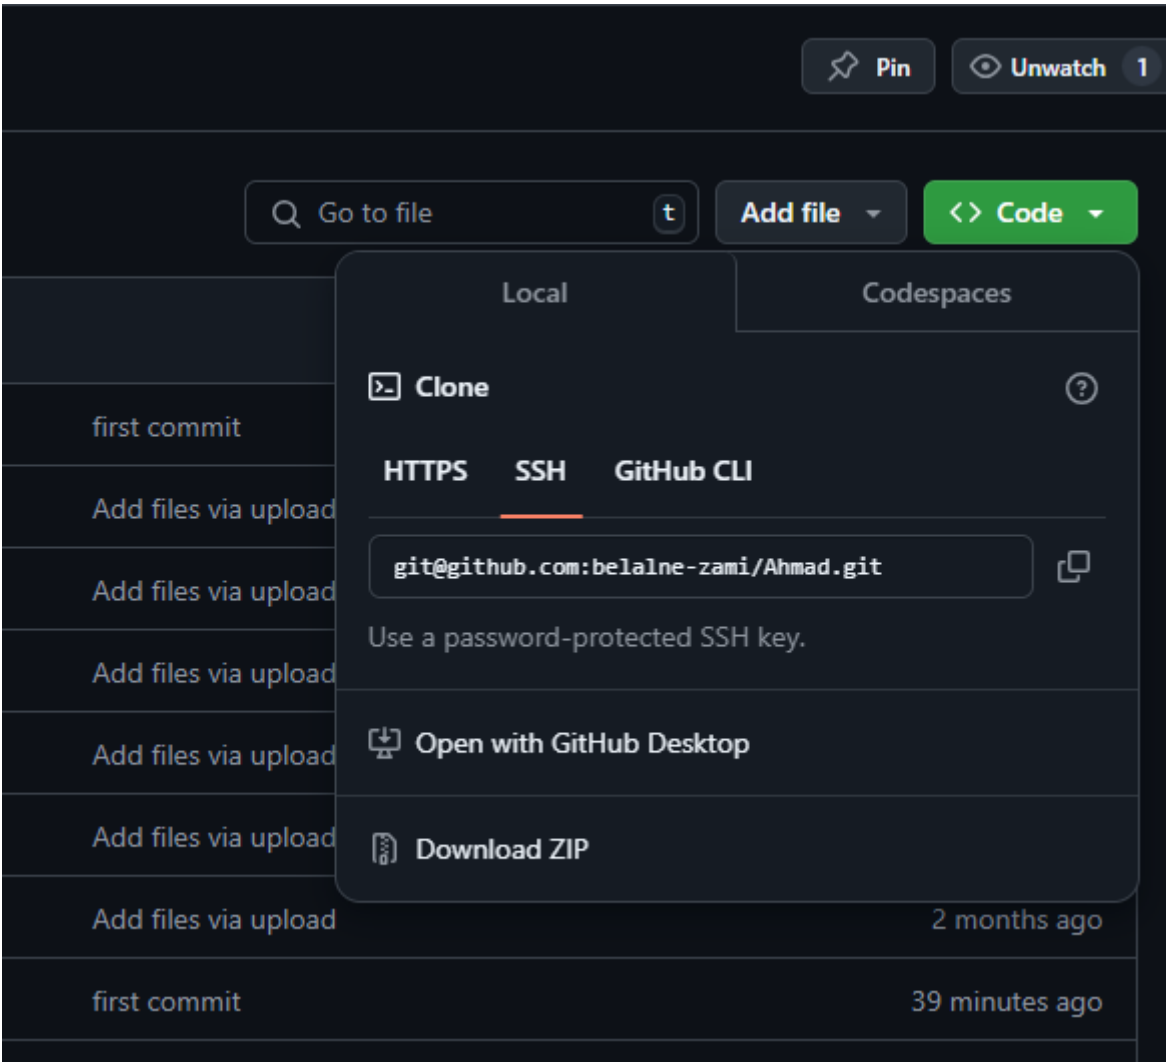 Pin Unwatch 1
Go to file t Add file Code
Local Codespaces
Clone
first commit
HTTPS SSH GitHub CLI
Add files via upload
git@github.com:belalne-zami/Ahmad.git
Add files via upload
Use a password-protected SSH key.
Add files via upload
Open with GitHub Desktop
Add files via upload
Add files via upload
Download ZIP
Add files via upload 2 months ago
first commit 39 minutes ago